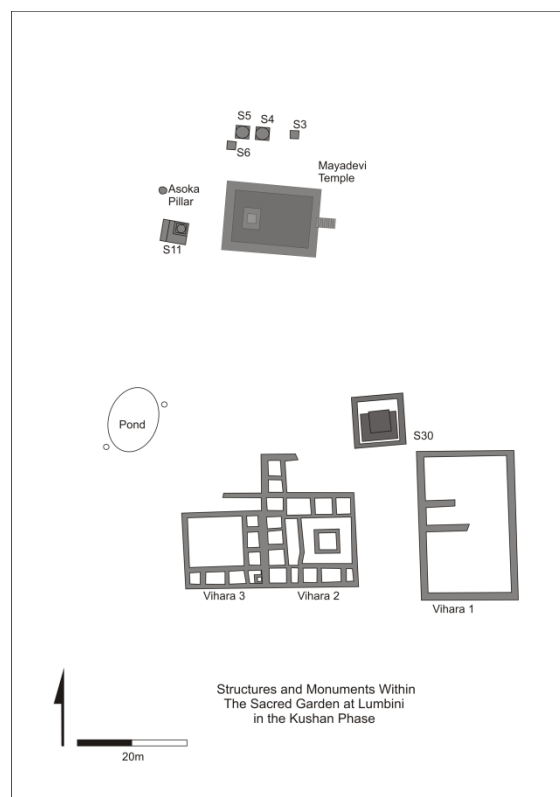 S5
S4
S3
S6
Mayadevi
Temple
Asoka
Pillar
S11
Pond
S30
Vihara 3
Vihara 2
Vihara 1
Structures and Monuments Within
The Sacred Garden at Lumbini
in the Kushan Phase
20m